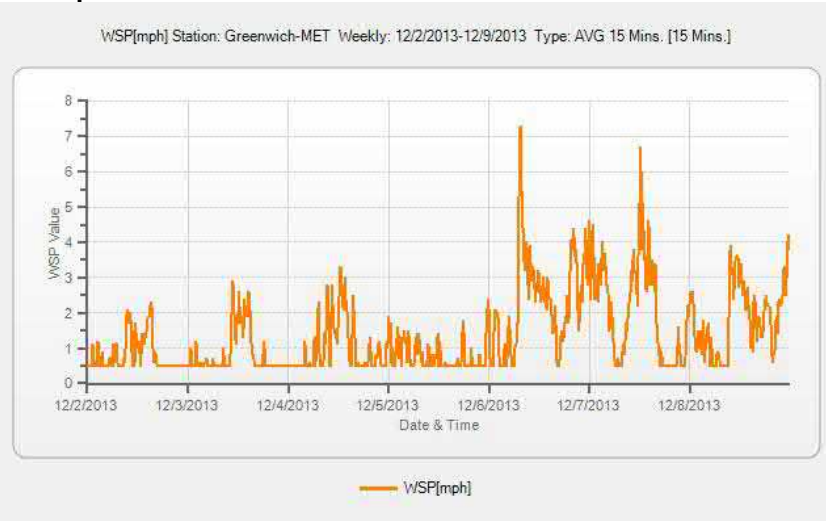 WSP[mph] Station: Greenwich-MET Weekly: 12/2/2013-12/9/2013 Type: AVG 15 Mins. [15 Mins.]
8
7
6
5
4
3
2
1
0
WSP Value
12/2/2013 12/3/2013 12/4/2013 12/5/2013 12/6/2013 12/7/2013 12/8/2013
Date & Time
WSP[mph]